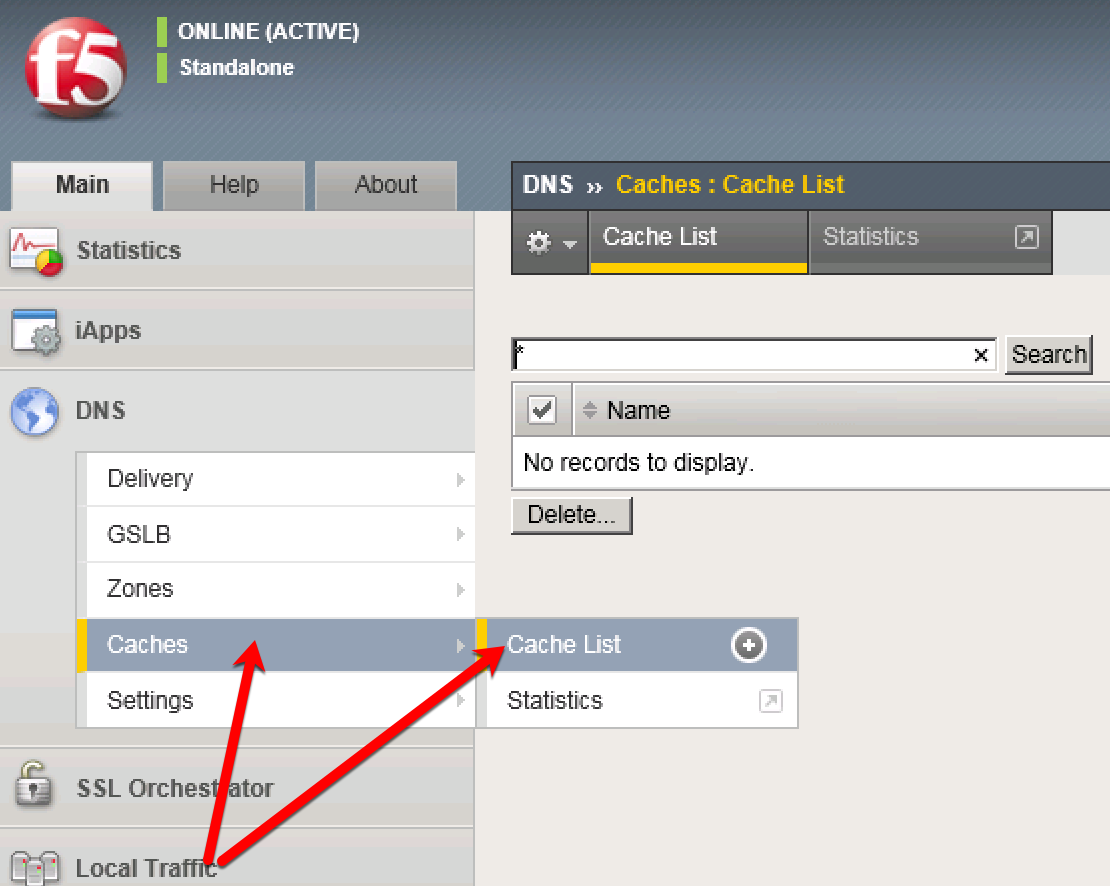 f5
ONLINE (ACTIVE)
Standalone
Main Help About
DNS » Caches : Cache List
Cache List Statistics
Statistics
iApps
* × Search
DNS
Name
No records to display.
Delete...
Delivery
GSLB
Zones
Caches
Cache List
Settings
Statistics
SSL Orchestrator
Local Traffic